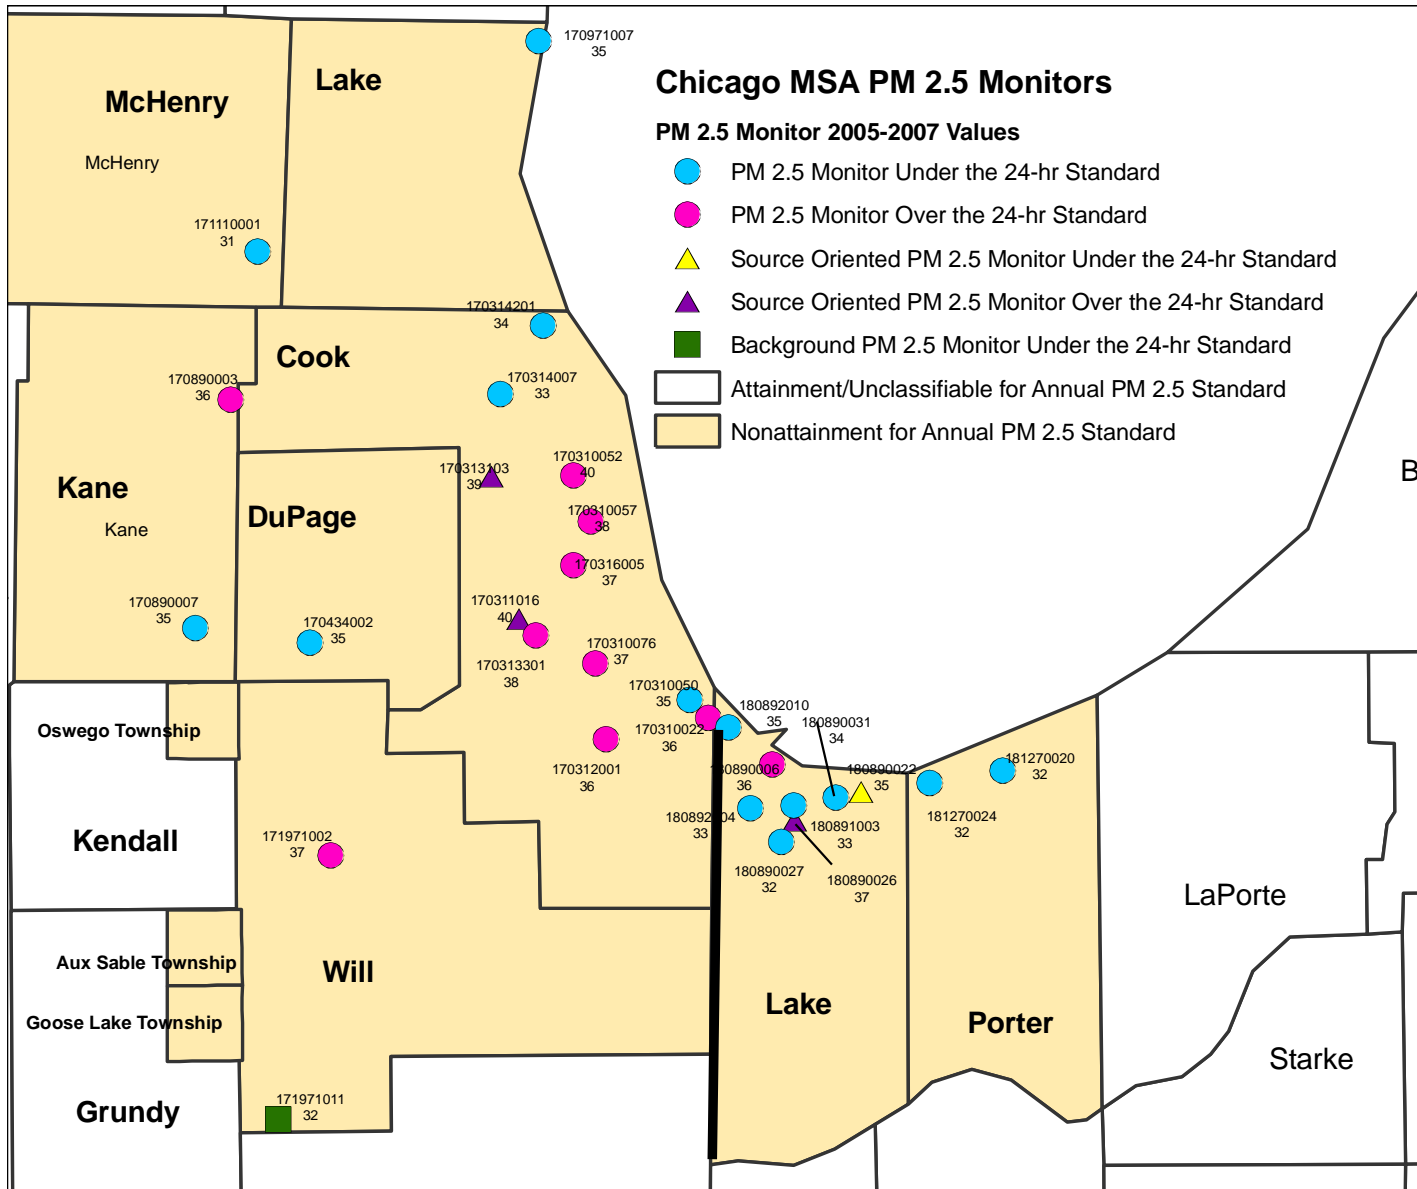 170971007
35
Chicago MSA PM 2.5 Monitors
Lake
McHenry
PM 2.5 Monitor 2005-2007 Values
McHenry
PM 2.5 Monitor Under the 24-hr Standard
PM 2.5 Monitor Over the 24-hr Standard
171110001
31
Source Oriented PM 2.5 Monitor Under the 24-hr Standard
Source Oriented PM 2.5 Monitor Over the 24-hr Standard
170314201
34
Background PM 2.5 Monitor Under the 24-hr Standard
Cook
170890003
36
170314007
33
Attainment/Unclassifiable for Annual PM 2.5 Standard
Nonattainment for Annual PM 2.5 Standard
170310052
40
170313103
39
B
Kane
170310057
38
DuPage
Kane
170316005
37
170890007
35
170311016
40
170434002
35
170310076
37
170313301
38
170310050
35
180892010
35
180890031
34
Oswego Township
170310022
36
170312001
36
180890006
36
180890022
35
181270020
32
180892004
33
181270024
32
180891003
33
171971002
37
Kendall
180890027
32
180890026
37
LaPorte
Aux Sable Township
Will
Lake
Goose Lake Township
Porter
Starke
171971011
32
Grundy